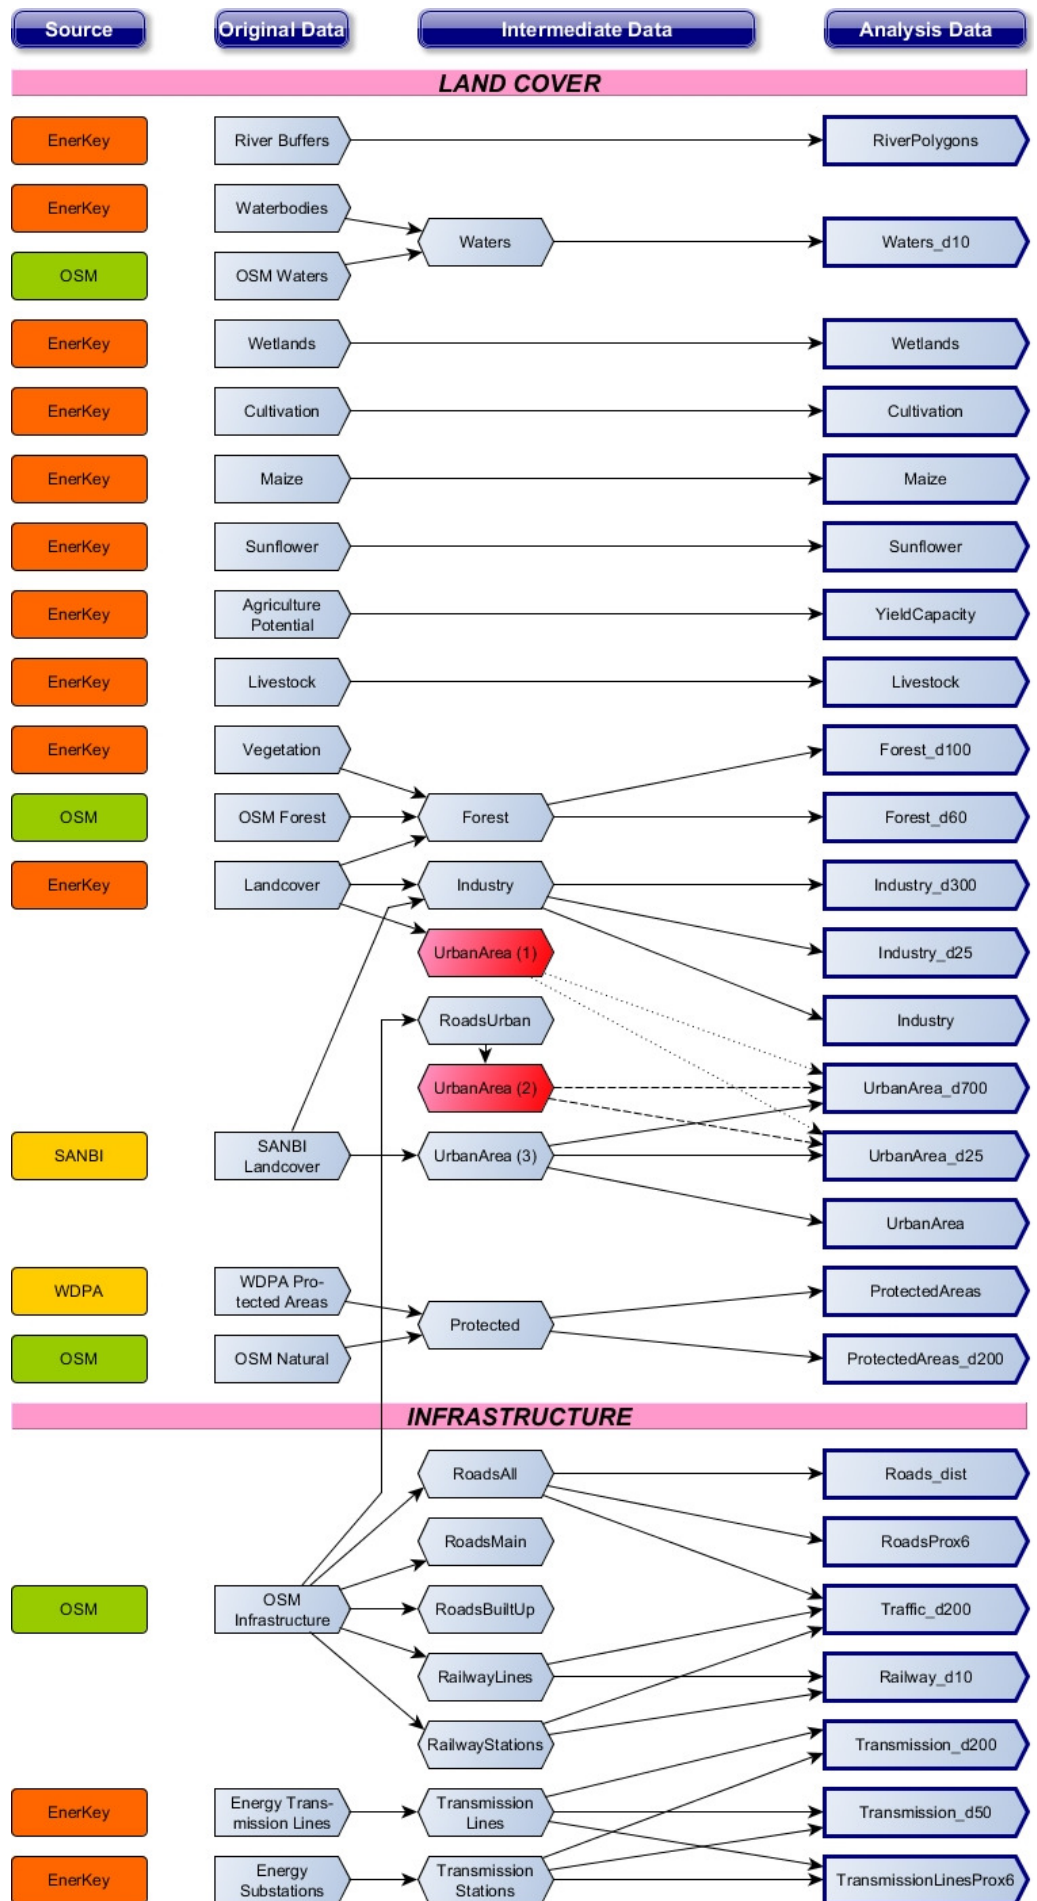 Source
Original Data
Intermediate Data
Analysis Data
LAND COVER
EnerKey
River Buffers
RiverPolygons
EnerKey
Waterbodies
Waters
Waters_d10
OSM
OSM Waters
EnerKey
Wetlands
Wetlands
EnerKey
Cultivation
Cultivation
EnerKey
Maize
Maize
EnerKey
Sunflower
Sunflower
EnerKey
Agriculture
Potential
YieldCapacity
EnerKey
Livestock
Livestock
EnerKey
Vegetation
Forest_d100
OSM
OSM Forest
Forest
Forest_d60
EnerKey
Landcover
Industry
Industry_d300
UrbanArea (1)
Industry_d25
RoadsUrban
Industry
UrbanArea (2)
UrbanArea_d700
SANBI
SANBI
Landcover
UrbanArea (3)
UrbanArea_d25
UrbanArea
WDPA
WDPA Pro-
tected Areas
Protected
ProtectedAreas
OSM
OSM Natural
ProtectedAreas_d200
INFRASTRUCTURE
RoadsAll
Roads_dist
RoadsMain
RoadsProx6
OSM
OSM
Infrastructure
RoadsBuiltUp
Traffic_d200
RailwayLines
Railway_d10
RailwayStations
Transmission_d200
EnerKey
Energy Trans-
mission Lines
Transmission
Lines
Transmission_d50
EnerKey
Energy
Substations
Transmission
Stations
TransmissionLinesProx6